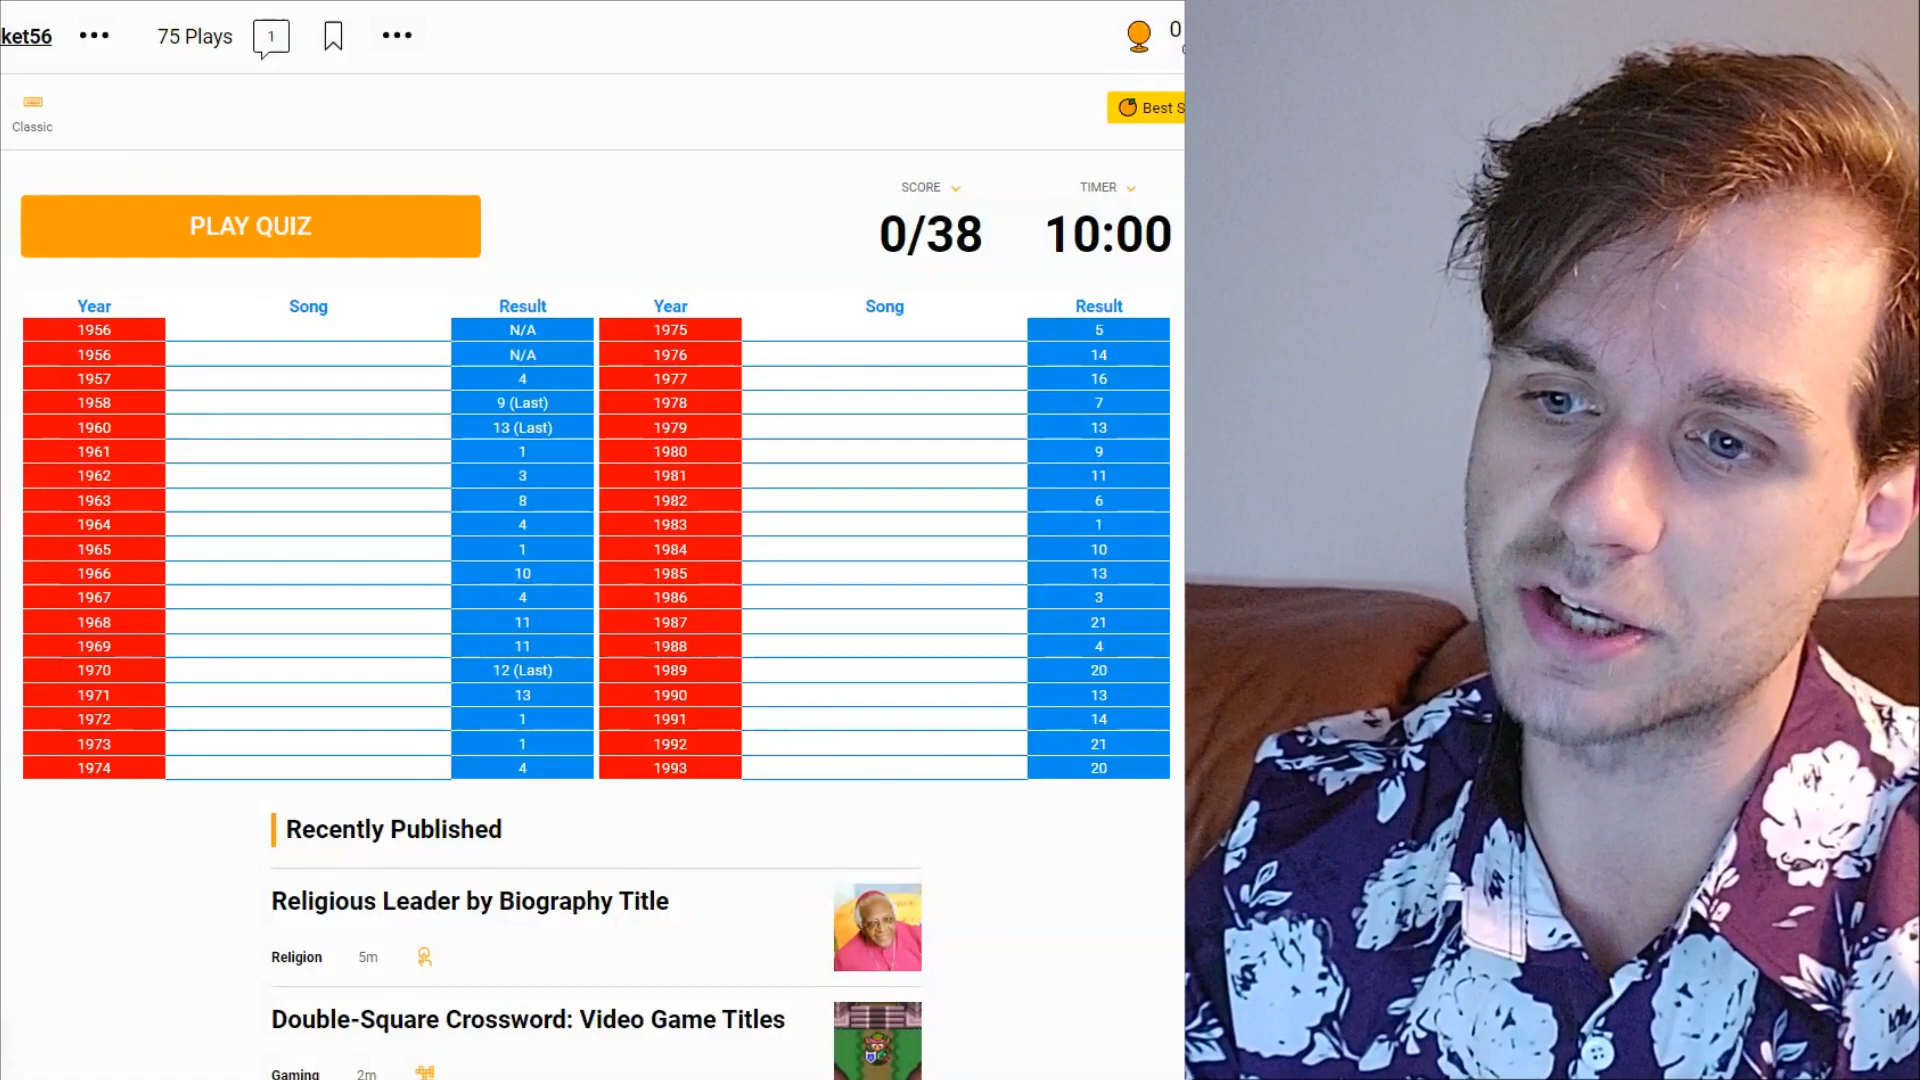 ket56 ••• 75 Plays 1 ••• 0
Classic
Best S
PLAY QUIZ
SCORE TIMER
0/38 10:00
Year Song Result Year Song Result
1956 N/A 1975 5
1956 N/A 1976 14
1957 4 1977 16
1958 9 (Last) 1978 7
1960 13 (Last) 1979 13
1961 1 1980 9
1962 3 1981 11
1963 8 1982 6
1964 4 1983 1
1965 1 1984 10
1966 10 1985 13
1967 4 1986 3
1968 11 1987 21
1969 11 1988 4
1970 12 (Last) 1989 20
1971 13 1990 13
1972 1 1991 14
1973 1 1992 21
1974 4 1993 20
Recently Published
Religious Leader by Biography Title
Religion 5m
Double-Square Crossword: Video Game Titles
Gaming 2m